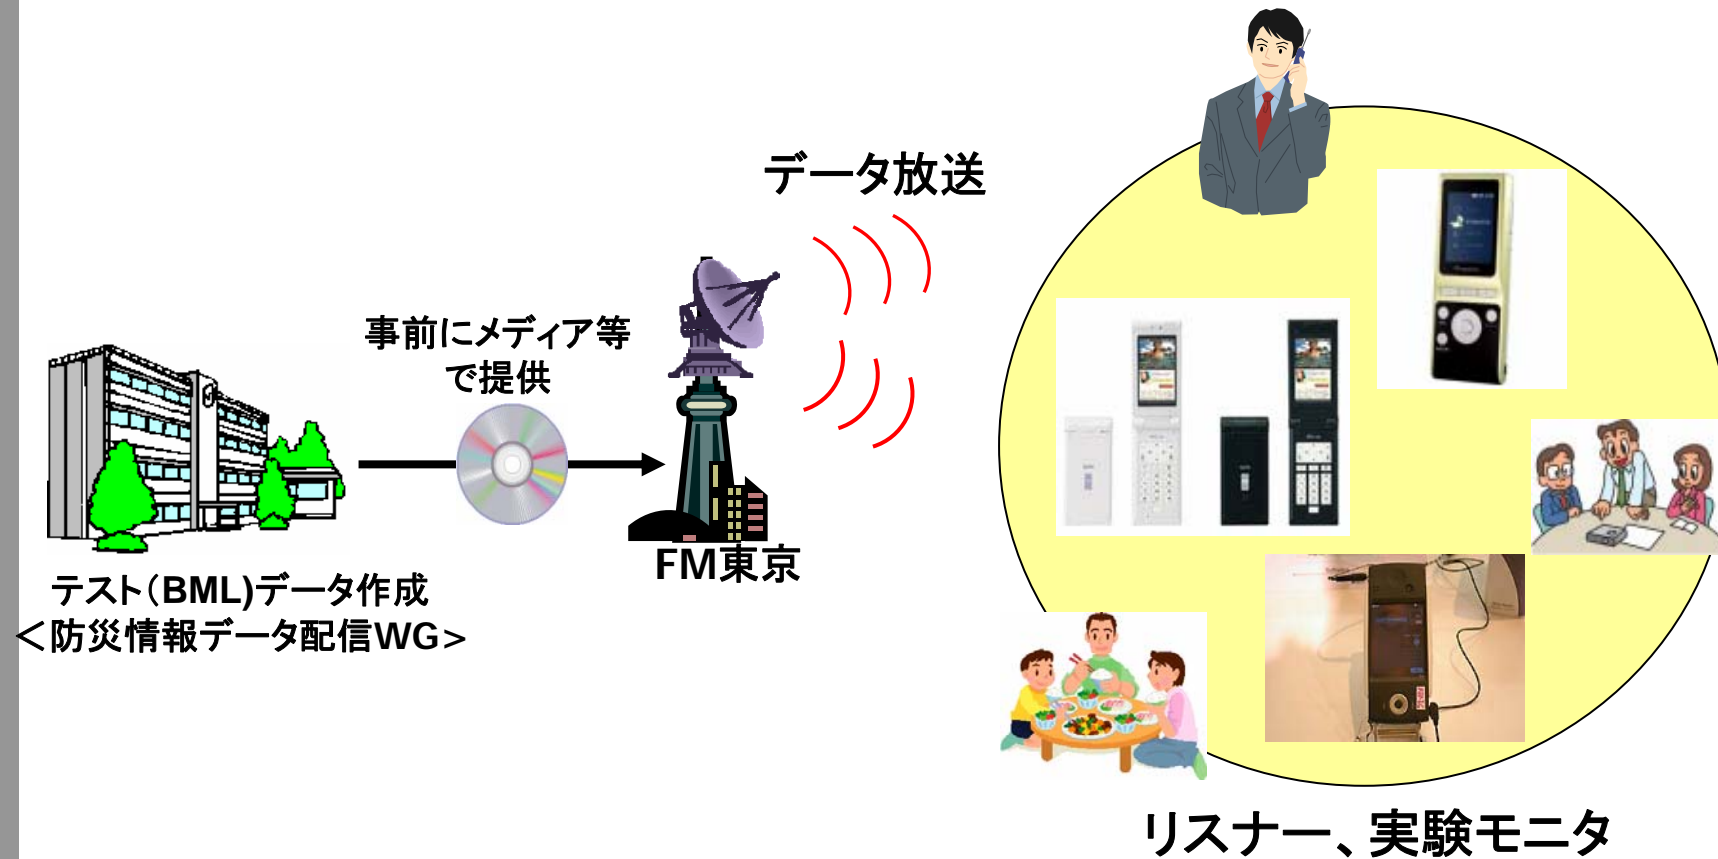 データ放送
事前にメディア等
で提供
FM東京
テスト(BML)データ作成
＜防災情報データ配信WG>
リスナー、実験モニタ